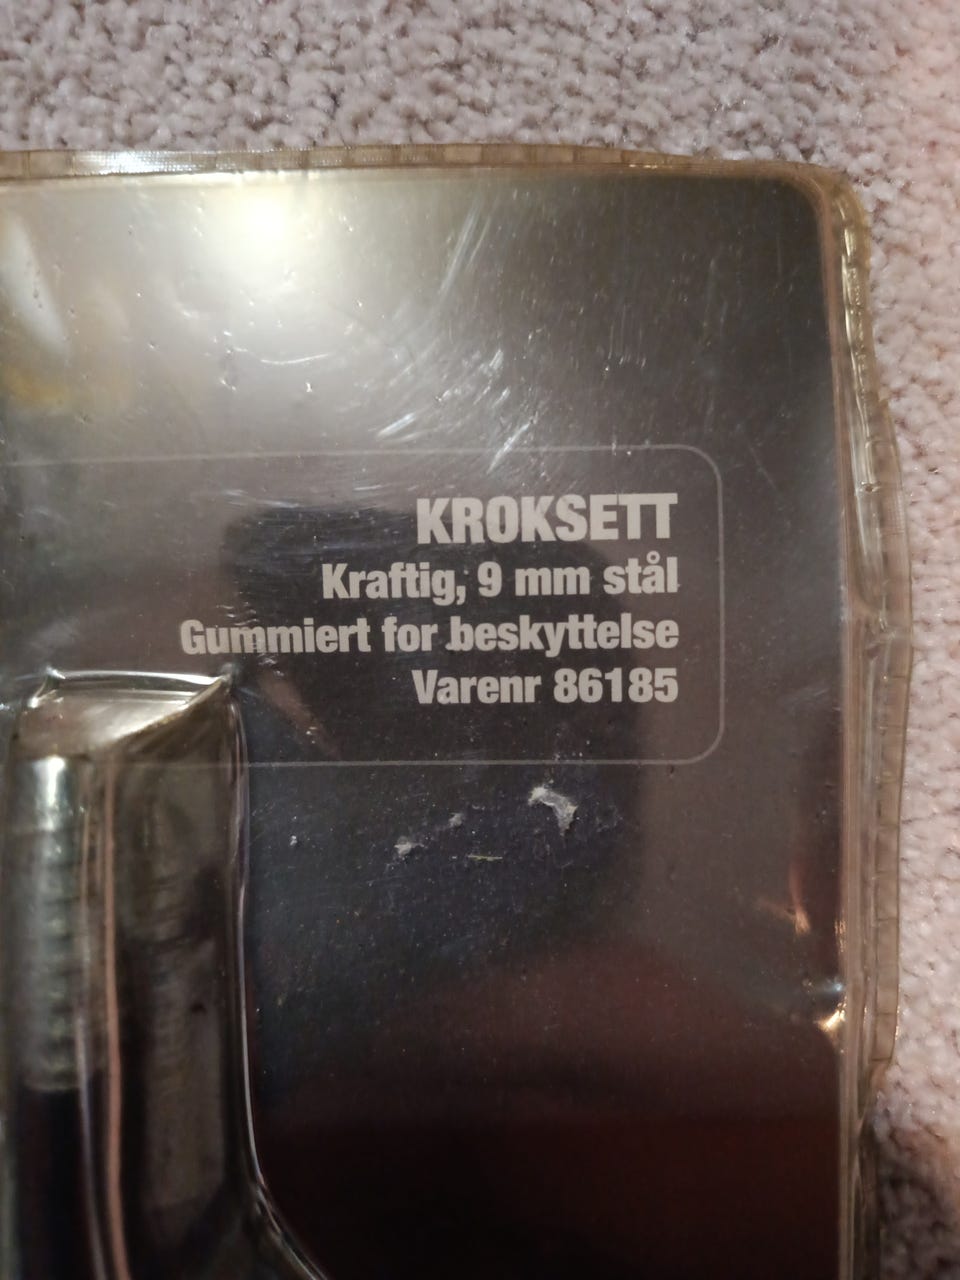 KROKSETT
Kraftig, 9 mm stål
Gummiert for beskyttelse
Varenr 86185